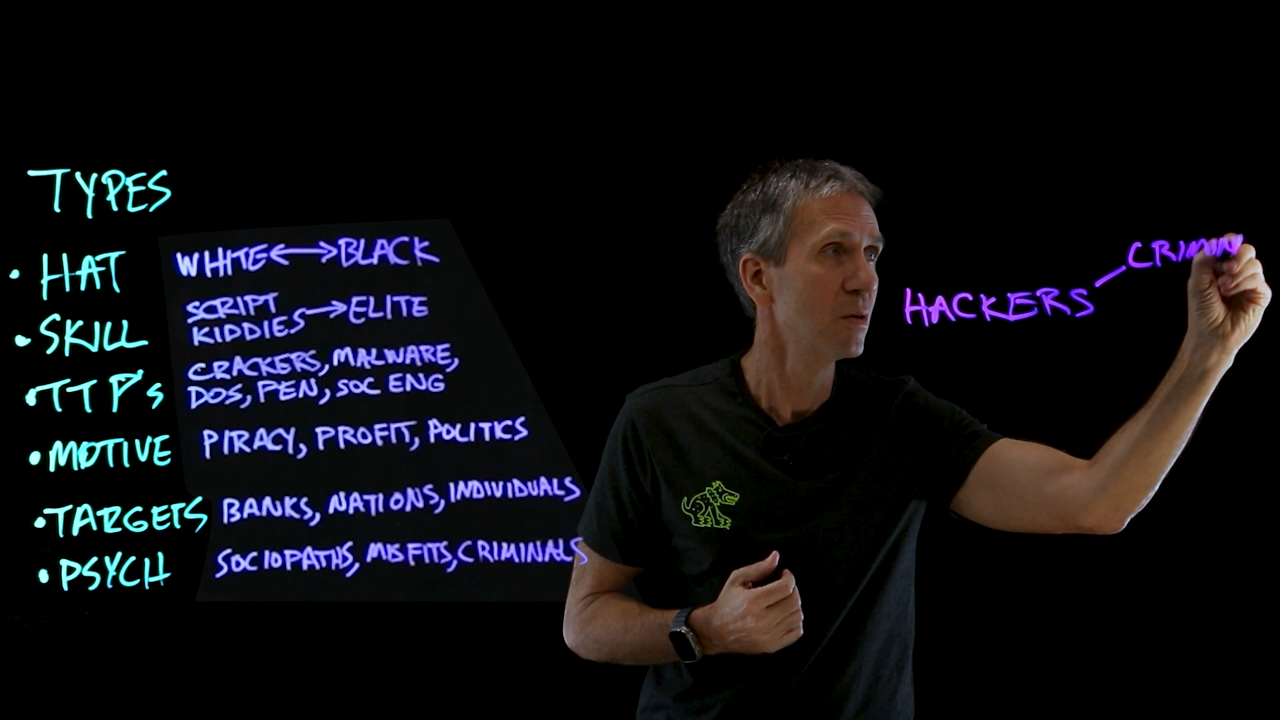 TYPES
• HAT
WHITE ↔ BLACK
• SKILL
SCRIPT
KIDDIES → ELITE
• TTP's
CRACKERS, MALWARE,
DOS, PEN, SOC ENG
• MOTIVE
PIRACY, PROFIT, POLITICS
• TARGETS
BANKS, NATIONS, INDIVIDUALS
• PSYCH
SOCIOPATHS, MISFITS, CRIMINALS
HACKERS
CRIMIN